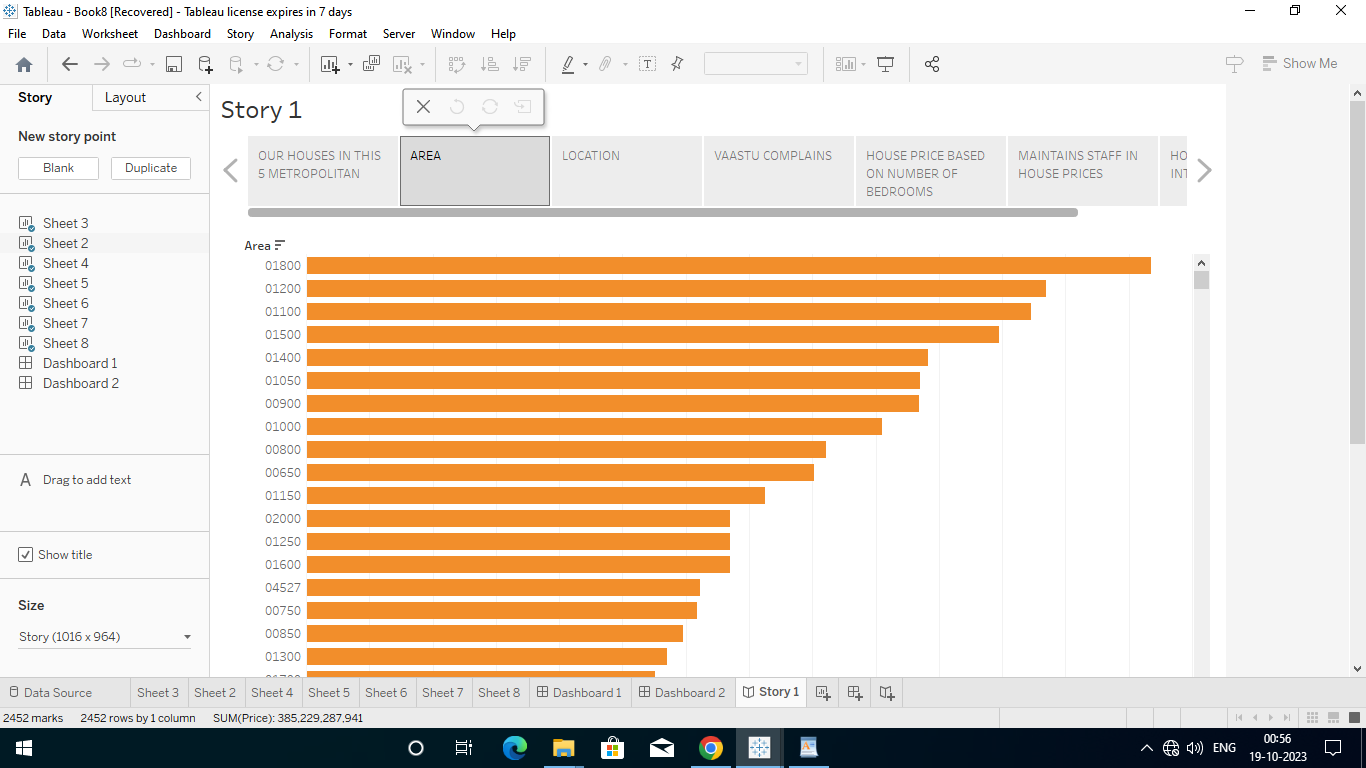 Tableau - Book8 [Recovered] - Tableau license expires in 7 days
File Data Worksheet Dashboard Story Analysis Format Server Window Help
Show Me
Story Layout
New story point
Blank Duplicate
Sheet 3
Sheet 2
Sheet 4
Sheet 5
Sheet 6
Sheet 7
Sheet 8
Dashboard 1
Dashboard 2
A Drag to add text
Show title
Size
Story (1016 x 964)
Story 1
OUR HOUSES IN THIS
5 METROPOLITAN
AREA
LOCATION
VAASTU COMPLAINS
HOUSE PRICE BASED
ON NUMBER OF
BEDROOMS
MAINTAINS STAFF IN
HOUSE PRICES
HO
INT
Area
01800
01200
01100
01500
01400
01050
00900
01000
00800
00650
01150
02000
01250
01600
04527
00750
00850
01300
Data Source Sheet 3 Sheet 2 Sheet 4 Sheet 5 Sheet 6 Sheet 7 Sheet 8 Dashboard 1 Dashboard 2 Story 1
2452 marks 2452 rows by 1 column SUM(Price): 385,229,287,941
ENG
00:56
19-10-2023